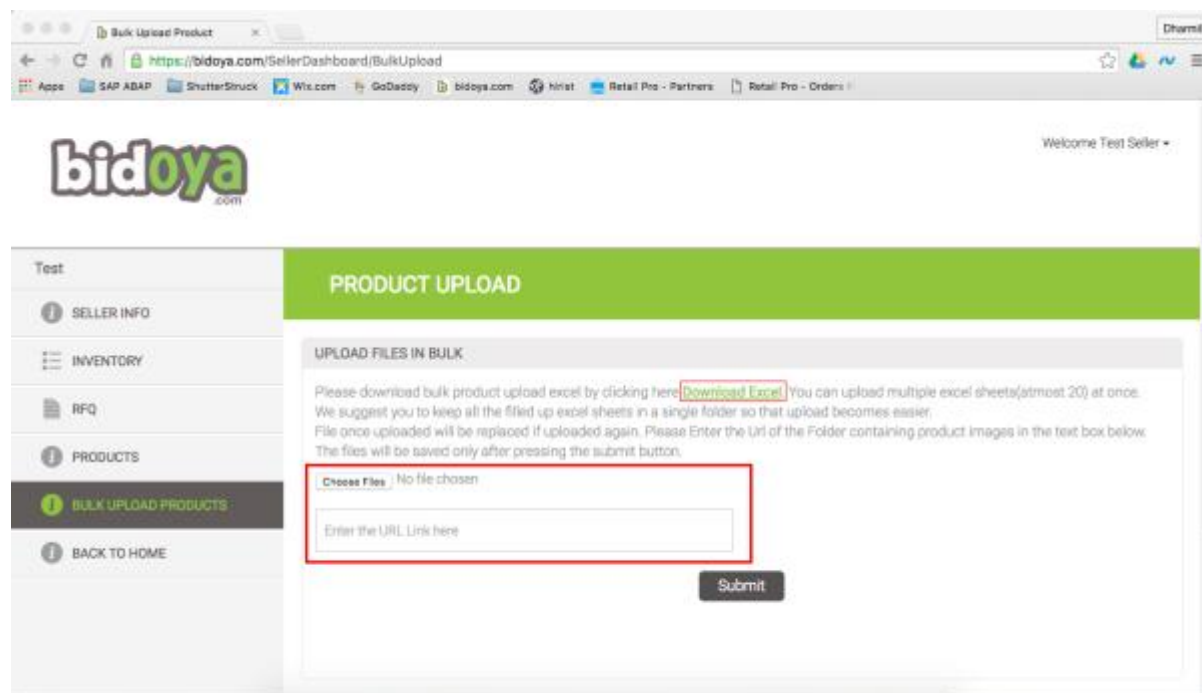 Bulk Upload Product
Dharmil
https://bidoya.com/SellerDashboard/BulkUpload
Apps SAP ABAP ShutterStruck Wix.com GoDaddy bidoya.com hirist Retail Pro - Partners Retail Pro - Orders
bidoya
.com
Welcome Test Seller
Test
SELLER INFO
INVENTORY
RFQ
PRODUCTS
BULK UPLOAD PRODUCTS
BACK TO HOME
PRODUCT UPLOAD
UPLOAD FILES IN BULK
Please download bulk product upload excel by clicking here Download Excel You can upload multiple excel sheets(atmost 20) at once.
We suggest you to keep all the filled up excel sheets in a single folder so that upload becomes easier.
File once uploaded will be replaced if uploaded again. Please Enter the Url of the Folder containing product images in the text box below.
The files will be saved only after pressing the submit button.
Choose Files No file chosen
Enter the URL Link here
Submit